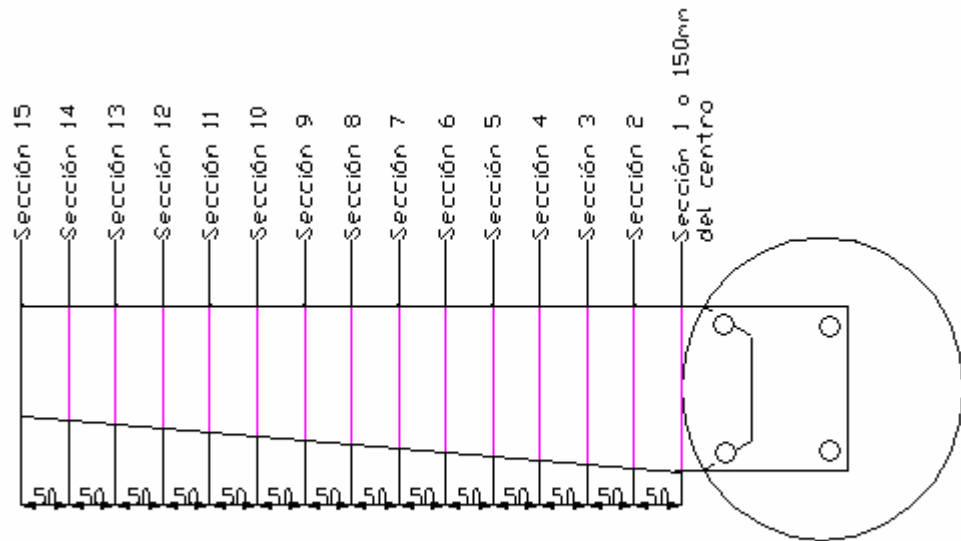 Sección 15
Sección 14
Sección 13
Sección 12
Sección 11
Sección 10
Sección 9
Sección 8
Sección 7
Sección 6
Sección 5
Sección 4
Sección 3
Sección 2
Sección 1 o 150mm
del centro
50 50 50 50 50 50 50 50 50 50 50 50 50 50